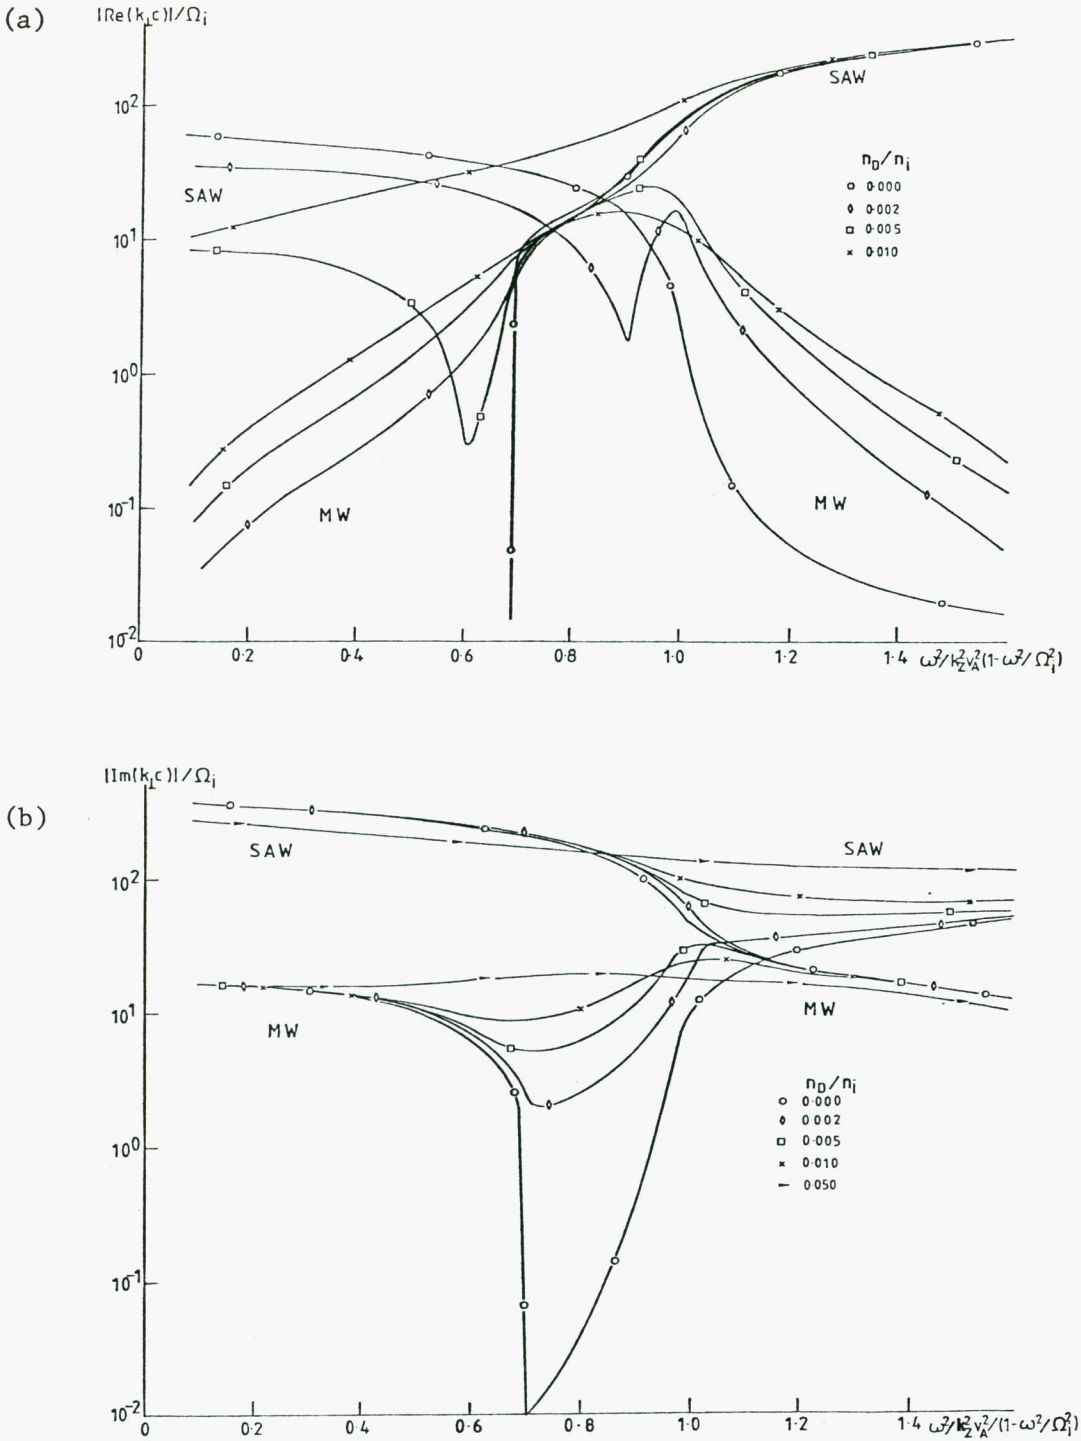 (a)
|Re(k⊥c)|/Ωi
10²
10¹
10⁰
10⁻¹
10⁻²
SAW
SAW
MW
MW
nD/ni
0·000
0·002
0·005
0·010
0 0·2 0·4 0·6 0·8 1·0 1·2 1·4 ω²/k²zv²A(1-ω²/Ω²i)
(b)
|Im(k⊥c)|/Ωi
10²
10¹
10⁰
10⁻¹
10⁻²
SAW
SAW
MW
MW
nD/ni
0·000
0·002
0·005
0·010
0·050
0 0·2 0·4 0·6 0·8 1·0 1·2 1·4 ω²/k²zv²A/(1-ω²/Ω²i)